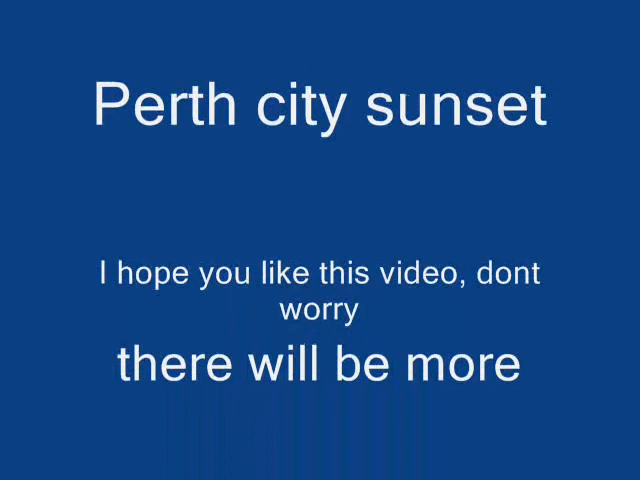 Perth city sunset
I hope you like this video, dont
worry
there will be more